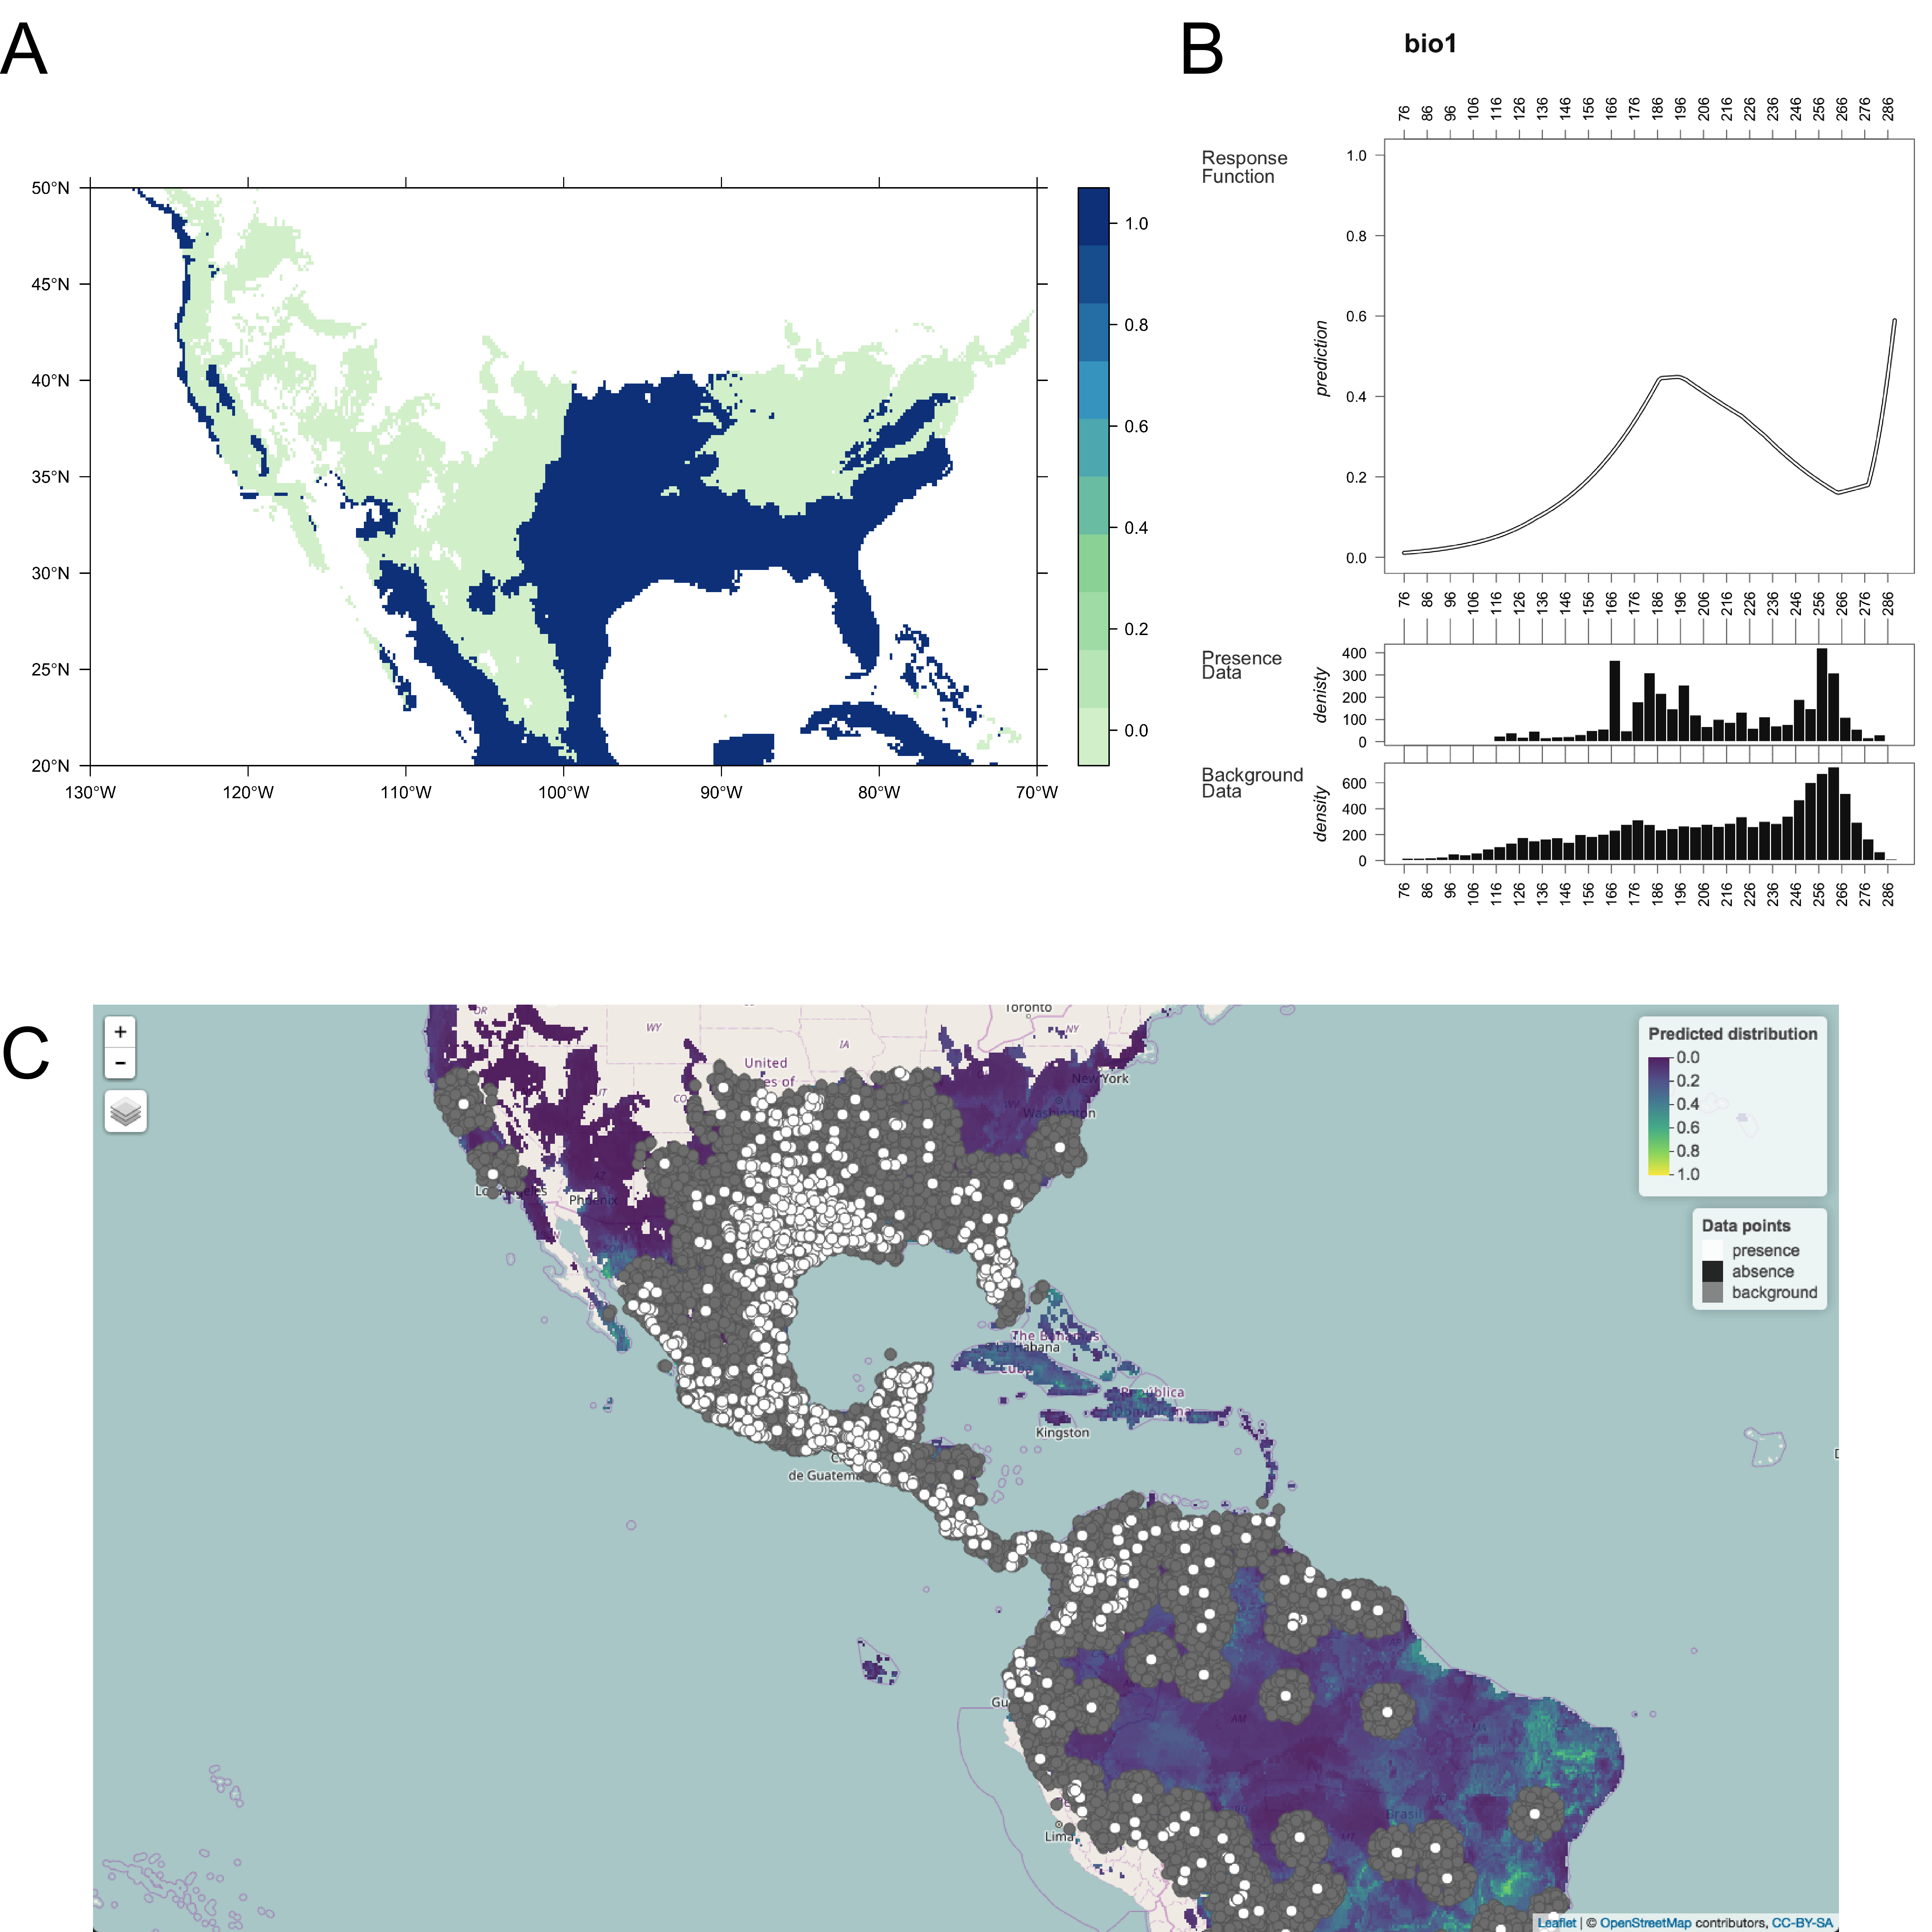 A
50°N
45°N
40°N
35°N
30°N
25°N
20°N
130°W 120°W 110°W 100°W 90°W 80°W 70°W
1.0
0.8
0.6
0.4
0.2
0.0
B
bio1
76 86 96 106 116 126 136 146 156 166 176 186 196 206 216 226 236 246 256 266 276 286
Response
Function
prediction
1.0
0.8
0.6
0.4
0.2
0.0
76 86 96 106 116 126 136 146 156 166 176 186 196 206 216 226 236 246 256 266 276 286
Presence
Data
denisty
400
300
200
100
0
Background
Data
density
600
400
200
0
76 86 96 106 116 126 136 146 156 166 176 186 196 206 216 226 236 246 256 266 276 286
C
+
−
Toronto
OR
WY
NY
IA
United
es of
New York
UT
CO
WV
Washington
Phoenix
The Bahamas
La Habana
Cuba
República
Dominicana
Kingston
de Guatema
Gu
AM
Brasil
MT
Lima
Predicted distribution
0.0
0.2
0.4
0.6
0.8
1.0
Data points
presence
absence
background
Leaflet | © OpenStreetMap contributors, CC-BY-SA